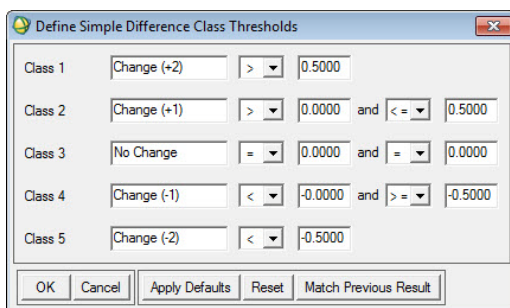 Define Simple Difference Class Thresholds
Class 1 Change (+2) > 0.5000
Class 2 Change (+1) > 0.0000 and <= 0.5000
Class 3 No Change = 0.0000 and = 0.0000
Class 4 Change (-1) < -0.0000 and >= -0.5000
Class 5 Change (-2) < -0.5000
OK Cancel Apply Defaults Reset Match Previous Result